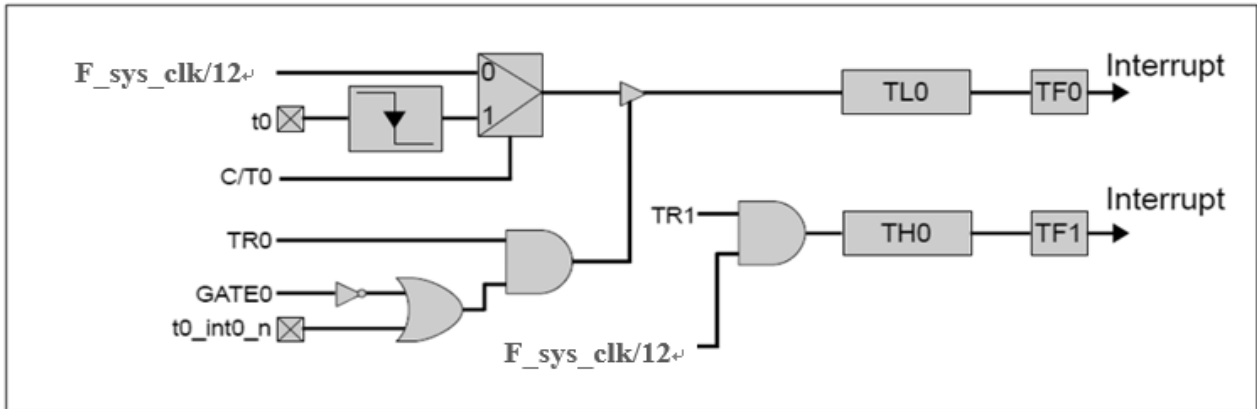 F_sys_clk/12↵
0
Interrupt
TL0
TF0
t0
1
C/T0
Interrupt
TR1
TH0
TF1
TR0
GATE0
t0_int0_n
F_sys_clk/12↵